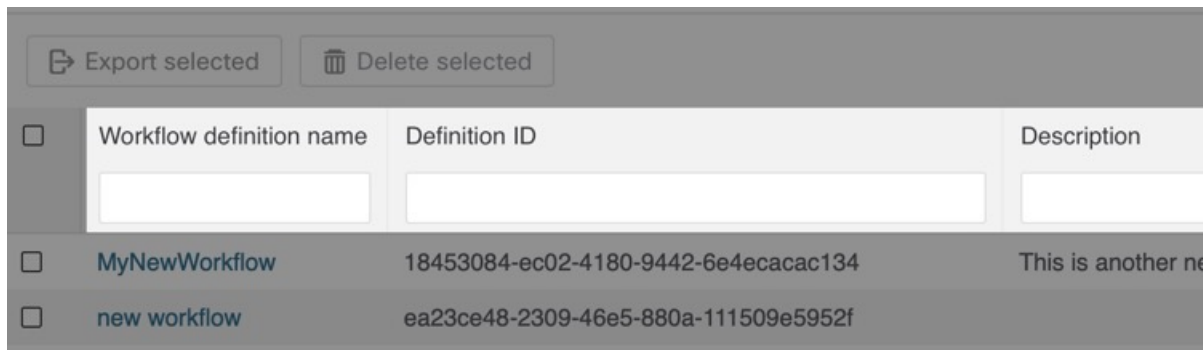 Export selected Delete selected
Workflow definition name Definition ID Description
MyNewWorkflow 18453084-ec02-4180-9442-6e4ecacac134 This is another ne
new workflow ea23ce48-2309-46e5-880a-111509e5952f